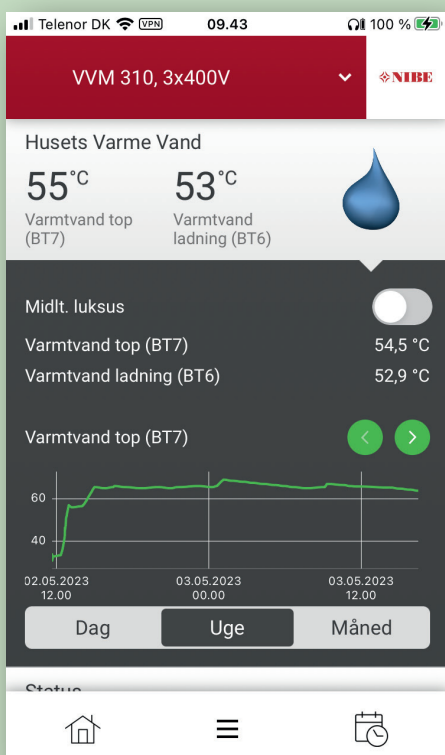 Telenor DK VPN 09.43 100 %
VVM 310, 3x400V
NIBE
Husets Varme Vand
55°C 53°C
Varmtvand top (BT7)
Varmtvand ladning (BT6)
Midlt. luksus
Varmtvand top (BT7) 54,5 °C
Varmtvand ladning (BT6) 52,9 °C
Varmtvand top (BT7)
60
40
02.05.2023 03.05.2023 03.05.2023
12.00 00.00 12.00
Dag Uge Måned
Status